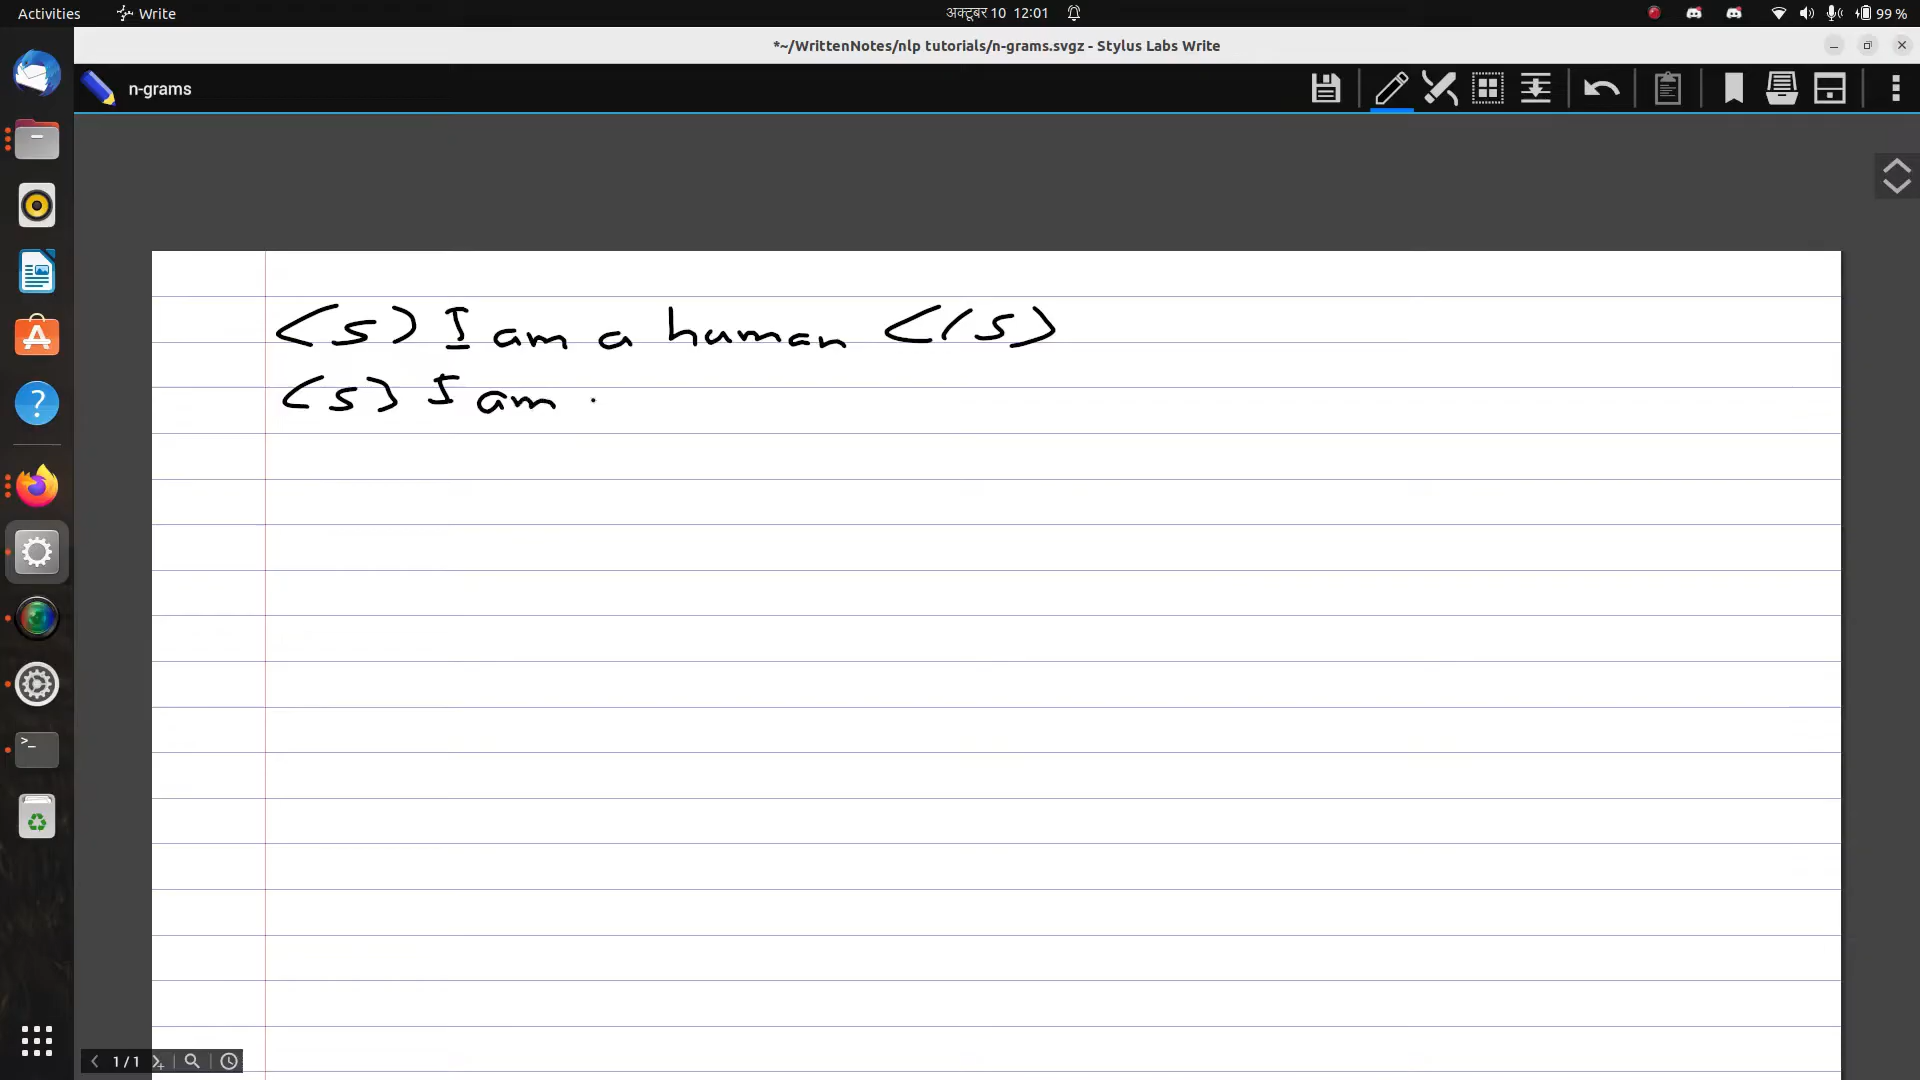 Activities Write अक्टूबर 10 12:01 99 %
*~/WrittenNotes/nlp tutorials/n-grams.svgz - Stylus Labs Write
n-grams
<s> I am a human </s>
<s> I am
1/1